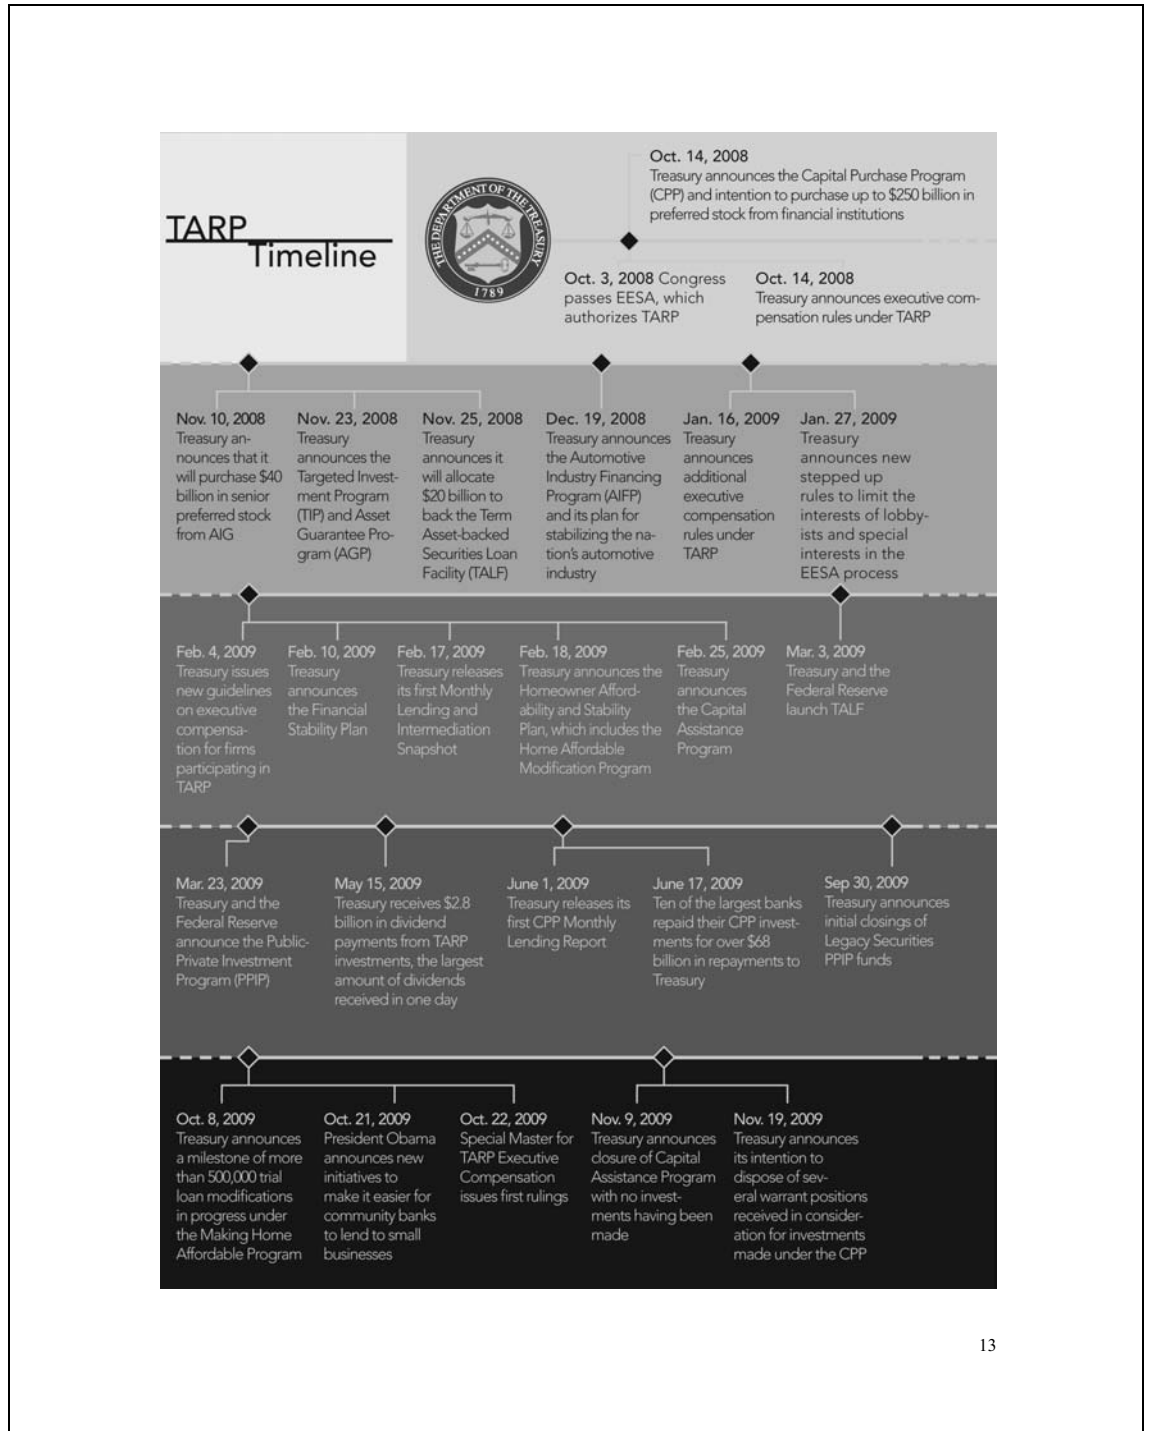 TARP
Timeline
THE DEPARTMENT OF THE TREASURY
1789
Oct. 14, 2008
Treasury announces the Capital Purchase Program
(CPP) and intention to purchase up to $250 billion in
preferred stock from financial institutions
Oct. 3, 2008 Congress
passes EESA, which
authorizes TARP
Oct. 14, 2008
Treasury announces executive com-
pensation rules under TARP
Nov. 10, 2008
Treasury an-
nounces that it
will purchase $40
billion in senior
preferred stock
from AIG
Nov. 23, 2008
Treasury
announces the
Targeted Invest-
ment Program
(TIP) and Asset
Guarantee Pro-
gram (AGP)
Nov. 25, 2008
Treasury
announces it
will allocate
$20 billion to
back the Term
Asset-backed
Securities Loan
Facility (TALF)
Dec. 19, 2008
Treasury announces
the Automotive
Industry Financing
Program (AIFP)
and its plan for
stabilizing the na-
tion's automotive
industry
Jan. 16, 2009
Treasury
announces
additional
executive
compensation
rules under
TARP
Jan. 27, 2009
Treasury
announces new
stepped up
rules to limit the
interests of lobby-
ists and special
interests in the
EESA process
Feb. 4, 2009
Treasury issues
new guidelines
on executive
compensa-
tion for firms
participating in
TARP
Feb. 10, 2009
Treasury
announces
the Financial
Stability Plan
Feb. 17, 2009
Treasury releases
its first Monthly
Lending and
Intermediation
Snapshot
Feb. 18, 2009
Treasury announces the
Homeowner Afford-
ability and Stability
Plan, which includes the
Home Affordable
Modification Program
Feb. 25, 2009
Treasury
announces
the Capital
Assistance
Program
Mar. 3, 2009
Treasury and the
Federal Reserve
launch TALF
Mar. 23, 2009
Treasury and the
Federal Reserve
announce the Public-
Private Investment
Program (PPIP)
May 15, 2009
Treasury receives $2.8
billion in dividend
payments from TARP
investments, the largest
amount of dividends
received in one day
June 1, 2009
Treasury releases its
first CPP Monthly
Lending Report
June 17, 2009
Ten of the largest banks
repaid their CPP invest-
ments for over $68
billion in repayments to
Treasury
Sep 30, 2009
Treasury announces
initial closings of
Legacy Securities
PPIP funds
Oct. 8, 2009
Treasury announces
a milestone of more
than 500,000 trial
loan modifications
in progress under
the Making Home
Affordable Program
Oct. 21, 2009
President Obama
announces new
initiatives to
make it easier for
community banks
to lend to small
businesses
Oct. 22, 2009
Special Master for
TARP Executive
Compensation
issues first rulings
Nov. 9, 2009
Treasury announces
closure of Capital
Assistance Program
with no invest-
ments having been
made
Nov. 19, 2009
Treasury announces
its intention to
dispose of sev-
eral warrant positions
received in consider-
ation for investments
made under the CPP
13